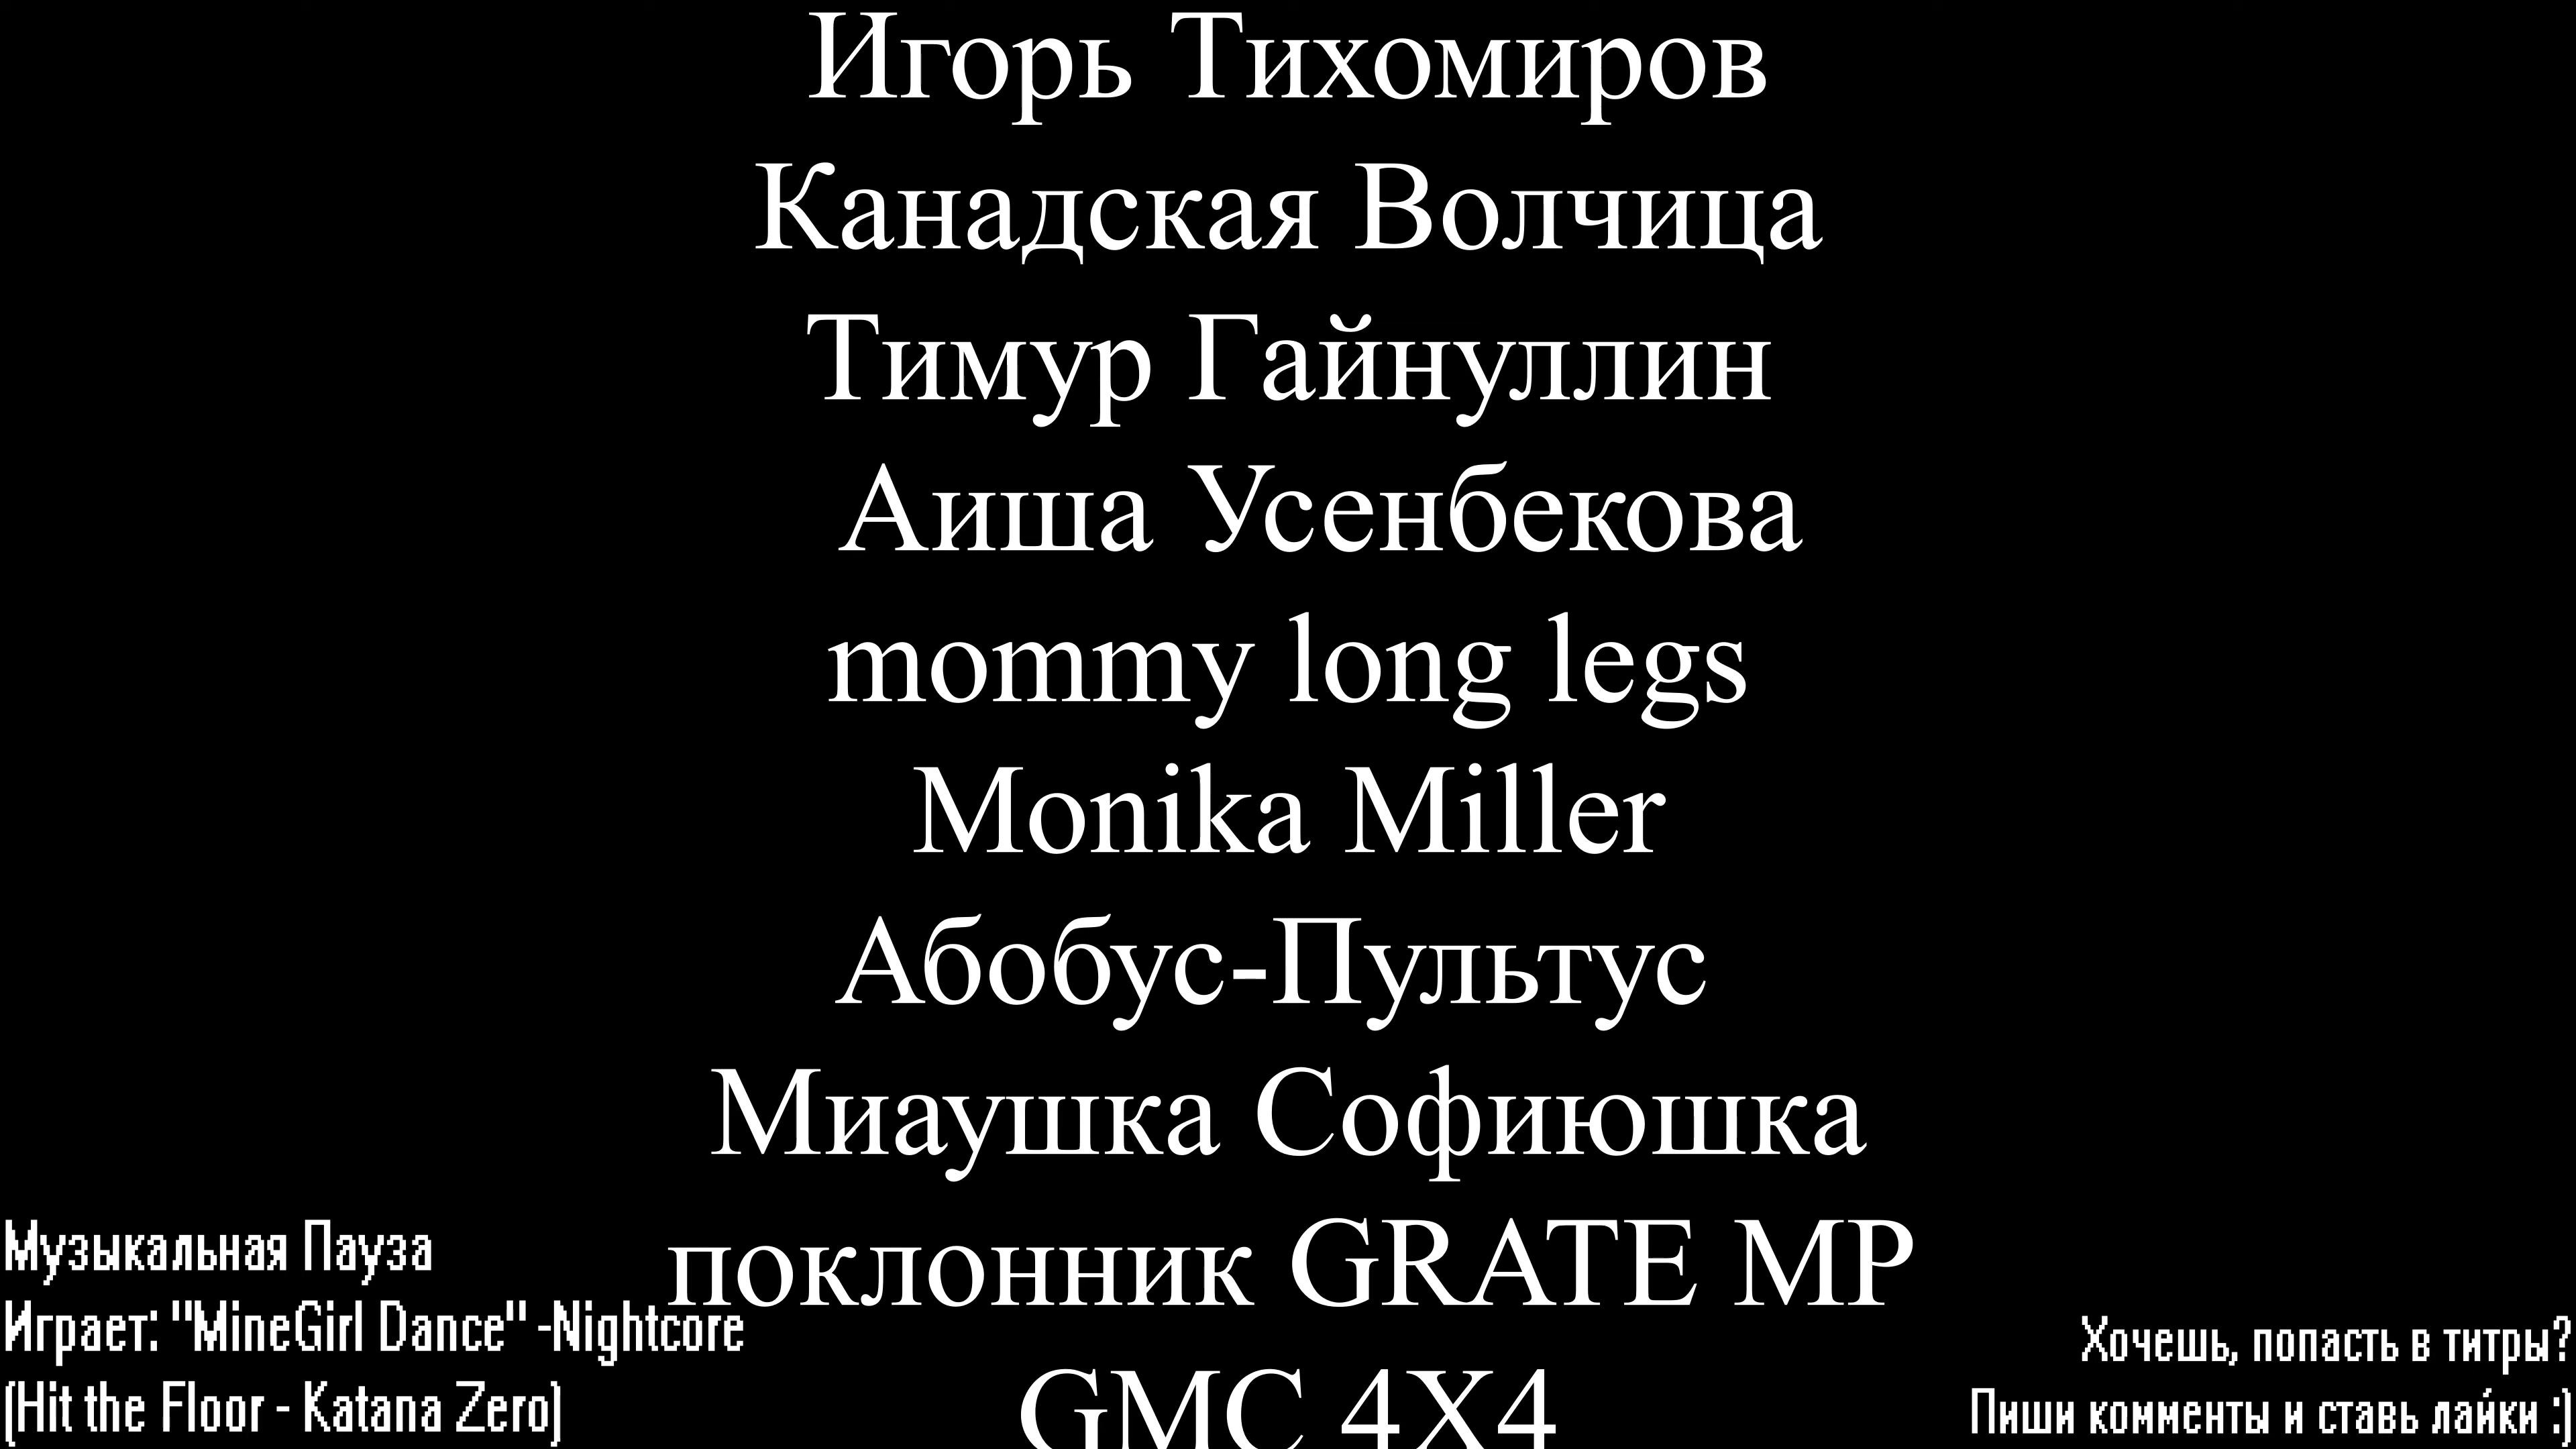 Игорь Тихомиров
Канадская Волчица
Тимур Гайнуллин
Аиша Усенбекова
mommy long legs
Monika Miller
Абобус-Пультус
Миаушка Софиюшка
поклонник GRATE MP
GMC 4X4
Музыкальная Пауза
Играет: "MineGirl Dance" -Nightcore
(Hit the Floor - Katana Zero)
Хочешь, попасть в титры?
Пиши комменты и ставь лайки :)